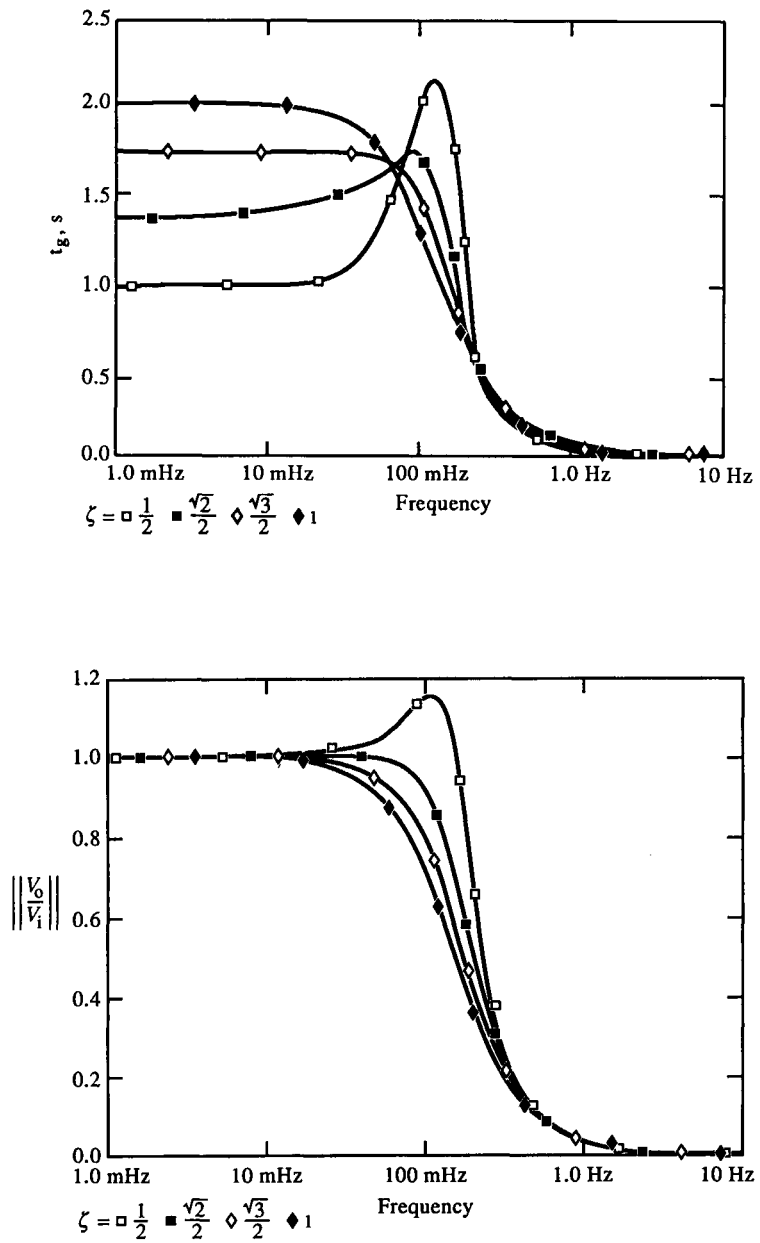 2.5
2.0
1.5
1.0
0.5
0.0
t_g, s
1.0 mHz 10 mHz 100 mHz 1.0 Hz 10 Hz
Frequency
ζ = □ 1/2 ■ √2/2 ◇ √3/2 ◆ 1
1.2
1.0
0.8
0.6
0.4
0.2
0.0
||V_o/V_i||
1.0 mHz 10 mHz 100 mHz 1.0 Hz 10 Hz
Frequency
ζ = □ 1/2 ■ √2/2 ◇ √3/2 ◆ 1